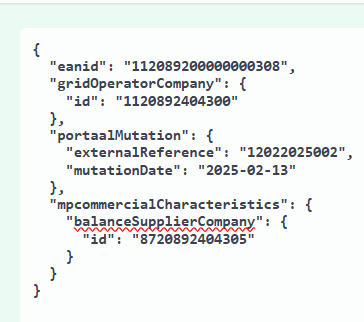 {
  "eanid": "112089200000000308",
  "gridOperatorCompany": {
    "id": "1120892404300"
  },
  "portaalMutation": {
    "externalReference": "12022025002",
    "mutationDate": "2025-02-13"
  },
  "mpcommercialCharacteristics": {
    "balanceSupplierCompany": {
      "id": "8720892404305"
    }
  }
}